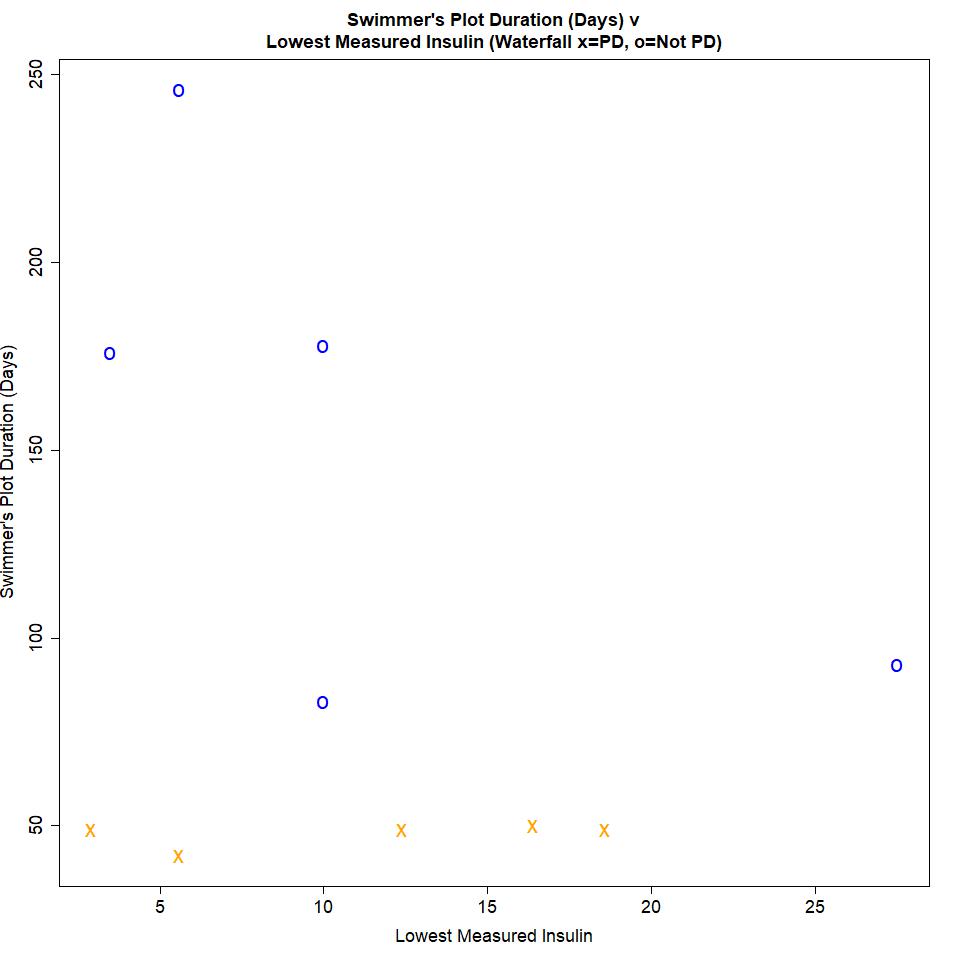 Swimmer's Plot Duration (Days) v
Lowest Measured Insulin (Waterfall x=PD, o=Not PD)
Swimmer's Plot Duration (Days)
250
200
150
100
50
o
o
o
o
o
x
x
x
x
x
5
10
15
20
25
Lowest Measured Insulin